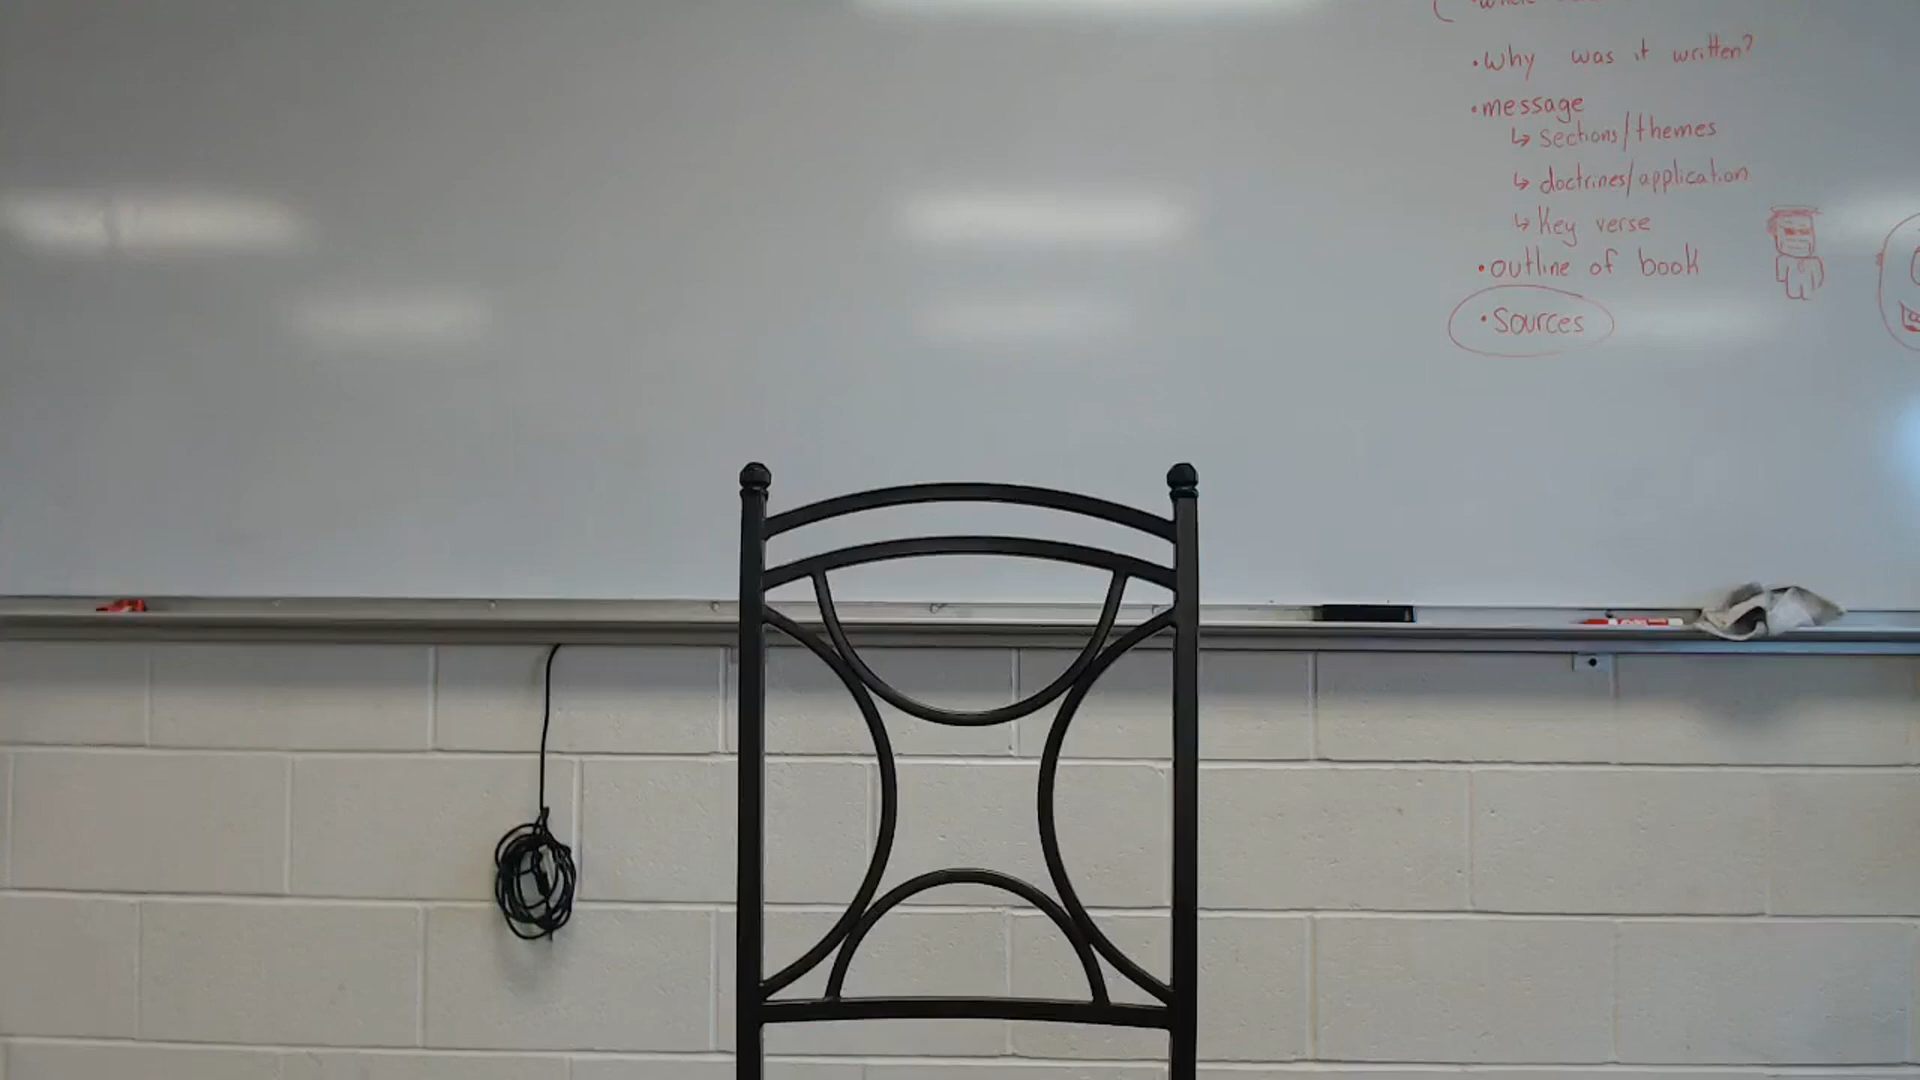 • Why was it written?
• message
↳ sections/themes
↳ doctrines/application
↳ Key verse
• outline of book
• Sources